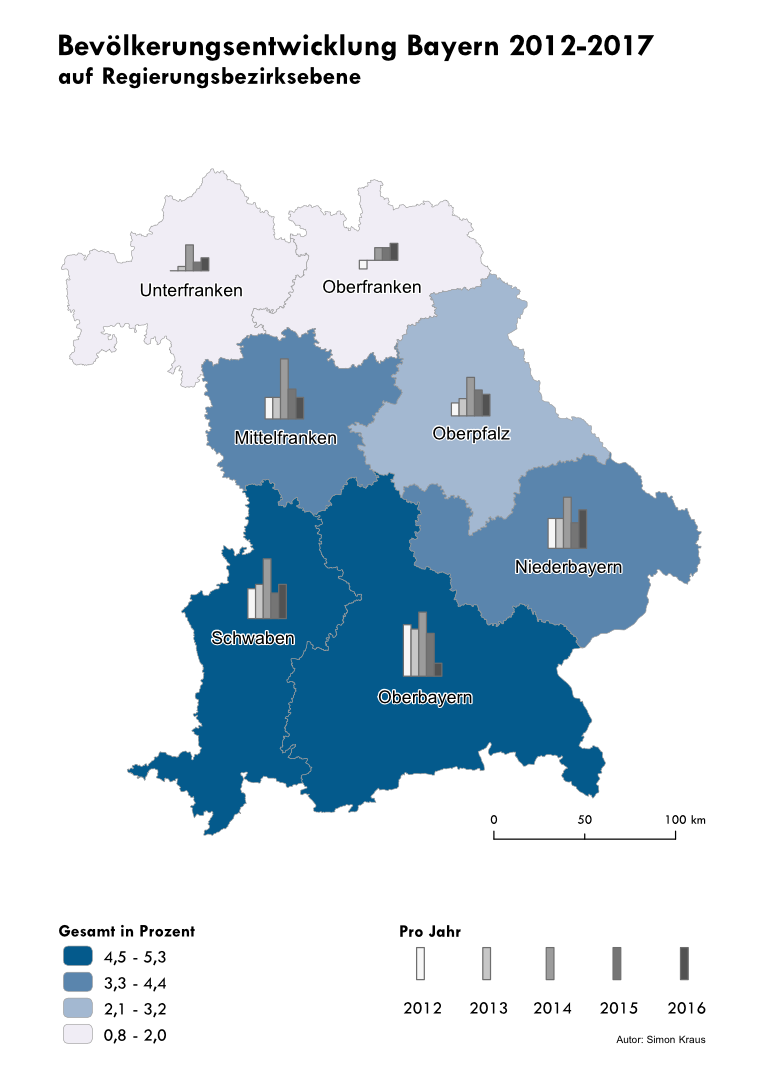 Bevölkerungsentwicklung Bayern 2012-2017
auf Regierungsbezirksebene
Unterfranken
Oberfranken
Mittelfranken
Oberpfalz
Niederbayern
Schwaben
Oberbayern
0 50 100 km
Gesamt in Prozent
4,5 - 5,3
3,3 - 4,4
2,1 - 3,2
0,8 - 2,0
Pro Jahr
2012 2013 2014 2015 2016
Autor: Simon Kraus